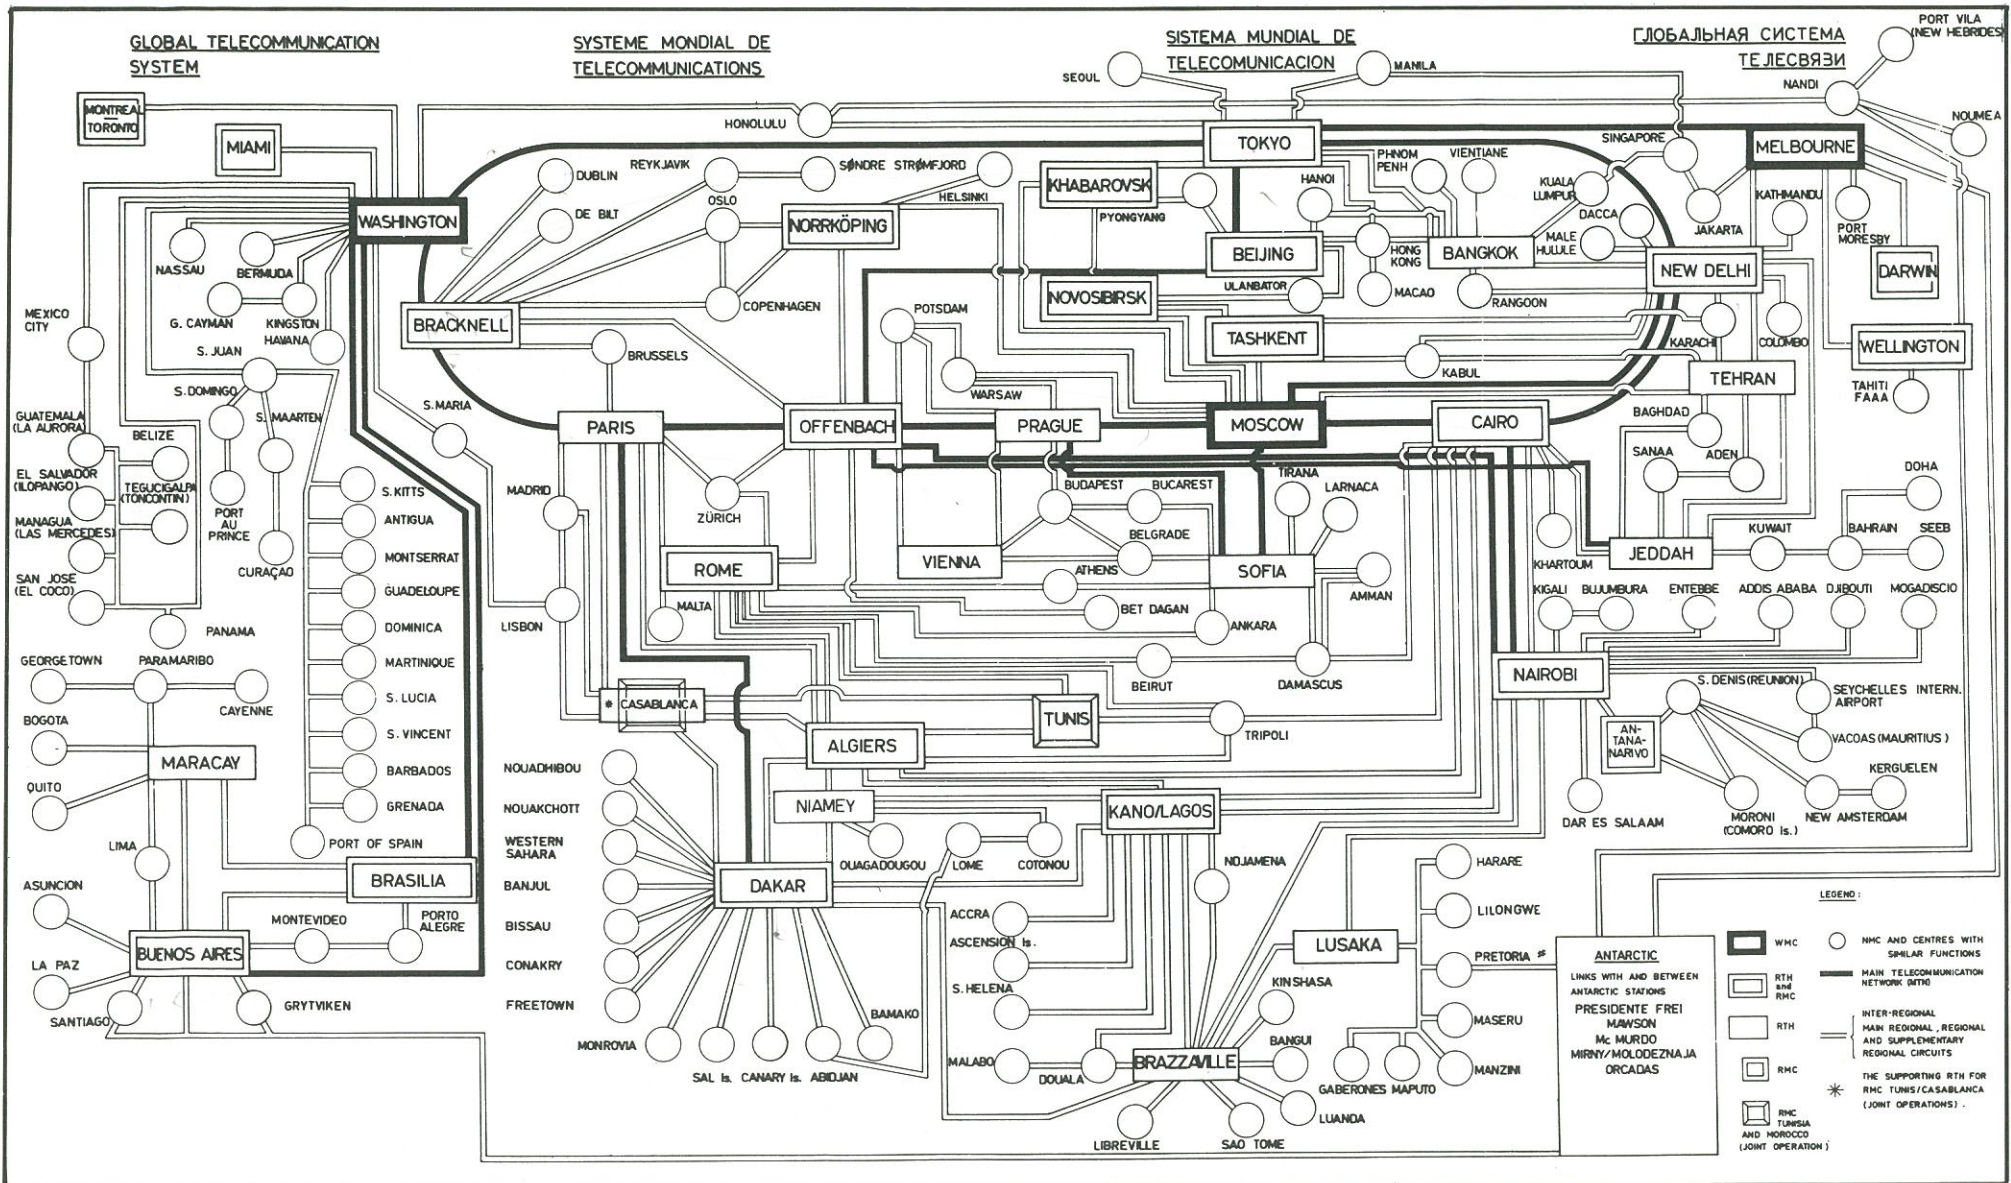 GLOBAL TELECOMMUNICATION
SYSTEM
SYSTEME MONDIAL DE
TELECOMMUNICATIONS
SISTEMA MUNDIAL DE
TELECOMUNICACION
ГЛОБАЛЬНАЯ СИСТЕМА
ТЕЛЕСВЯЗИ
PORT VILA
(NEW HEBRIDES)
NANDI
NOUMEA
SEOUL
MANILA
HONOLULU
MONTREAL
TORONTO
MIAMI
TOKYO
SINGAPORE
MELBOURNE
DUBLIN
REYKJAVIK
SØNDRE STRØMFJORD
HELSINKI
KHABAROVSK
PYONGYANG
HANOI
PHNOM
PENH
VIENTIANE
KUALA
LUMPUR
DACCA
KATHMANDU
JAKARTA
PORT
MORESBY
WASHINGTON
DE BILT
OSLO
NORRKÖPING
BEIJING
HONG
KONG
BANGKOK
MALE
HULULE
NEW DELHI
DARWIN
NASSAU
BERMUDA
G. CAYMAN
KINGSTON
HAVANA
BRACKNELL
COPENHAGEN
NOVOSIBIRSK
ULANBATOR
MACAO
RANGOON
MEXICO
CITY
S. JUAN
BRUSSELS
POTSDAM
TASHKENT
KARACHI
COLOMBO
WELLINGTON
S. DOMINGO
S. MAARTEN
S. MARIA
WARSAW
KABUL
TEHRAN
TAHITI
FAAA
GUATEMALA
(LA AURORA)
BELIZE
PARIS
OFFENBACH
PRAGUE
MOSCOW
CAIRO
BAGHDAD
SANAA
ADEN
DOHA
EL SALVADOR
(ILOPANGO)
TEGUCIGALPA
(TONCONTIN)
PORT
AU
PRINCE
S. KITTS
MADRID
ZÜRICH
BUDAPEST
BUCAREST
TIRANA
LARNACA
MANAGUA
(LAS MERCEDES)
CURAÇAO
ANTIGUA
MONTSERRAT
ROME
VIENNA
BELGRADE
ATHENS
SOFIA
AMMAN
KHARTOUM
JEDDAH
KUWAIT
BAHRAIN
SEEB
SAN JOSE
(EL COCO)
GUADELOUPE
LISBON
MALTA
BET DAGAN
ANKARA
KIGALI
BUJUMBURA
ENTEBBE
ADDIS ABABA
DJIBOUTI
MOGADISCIO
PANAMA
DOMINICA
GEORGETOWN
PARAMARIBO
CAYENNE
MARTINIQUE
BEIRUT
DAMASCUS
NAIROBI
S. DENIS (REUNION)
SEYCHELLES INTERN.
AIRPORT
BOGOTA
S. LUCIA
* CASABLANCA
TUNIS
TRIPOLI
AN-
TANA-
NARIVO
VACOAS (MAURITIUS)
MARACAY
S. VINCENT
ALGIERS
QUITO
BARBADOS
NOUADHIBOU
KERGUELEN
GRENADA
NOUAKCHOTT
NIAMEY
KANO/LAGOS
DAR ES SALAAM
MORONI
(COMORO Is.)
NEW AMSTERDAM
LIMA
PORT OF SPAIN
WESTERN
SAHARA
OUAGADOUGOU
LOME
COTONOU
NDJAMENA
HARARE
ASUNCION
BRASILIA
BANJUL
DAKAR
LILONGWE
MONTEVIDEO
PORTO
ALEGRE
BISSAU
ACCRA
ASCENSION Is.
LUSAKA
PRETORIA
BUENOS AIRES
CONAKRY
S. HELENA
KINSHASA
LA PAZ
SANTIAGO
GRYTVIKEN
FREETOWN
BAMAKO
MASERU
MONROVIA
SAL Is.
CANARY Is.
ABIDJAN
MALABO
DOUALA
BRAZZAVILLE
BANGUI
MANZINI
GABERONES
MAPUTO
LUANDA
LIBREVILLE
SAO TOME
ANTARCTIC
LINKS WITH AND BETWEEN
ANTARCTIC STATIONS
PRESIDENTE FREI
MAWSON
Mc MURDO
MIRNY/MOLODEZNAJA
ORCADAS
LEGEND:
WMC
NMC AND CENTRES WITH
SIMILAR FUNCTIONS
RTH
and
RMC
MAIN TELECOMMUNICATION
NETWORK (MTN)
RTH
INTER-REGIONAL
MAIN REGIONAL, REGIONAL
AND SUPPLEMENTARY
REGIONAL CIRCUITS
RMC
* THE SUPPORTING RTH FOR
RMC TUNIS/CASABLANCA
(JOINT OPERATIONS).
RMC
TUNISIA
AND MOROCCO
(JOINT OPERATION)